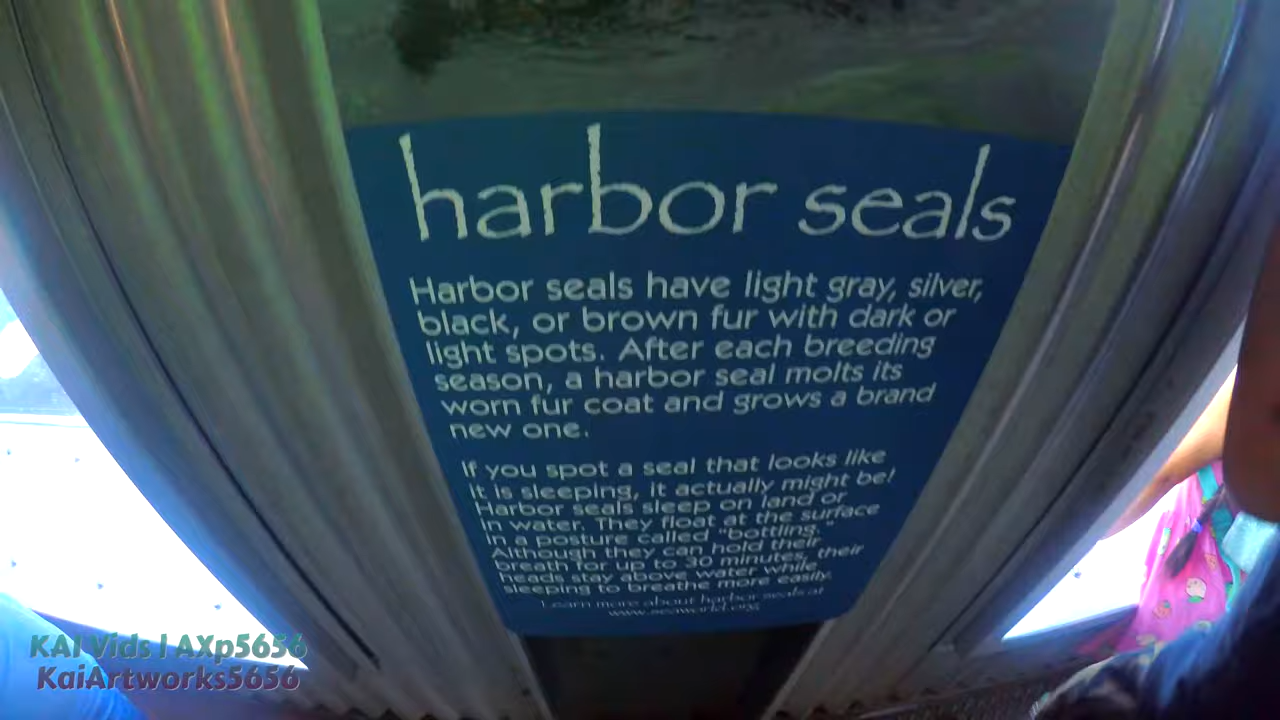 harbor seals
Harbor seals have light gray, silver,
black, or brown fur with dark or
light spots. After each breeding
season, a harbor seal molts its
worn fur coat and grows a brand
new one.
If you spot a seal that looks like
it is sleeping, it actually might be!
Harbor seals sleep on land or
in water. They float at the surface
in a posture called "bottling."
Although they can hold their
breath for up to 30 minutes, their
heads stay above water while
sleeping to breathe more easily.
Learn more about harbor seals at
www.seaworld.org
KAI Vids | AXp5656
KaiArtworks5656